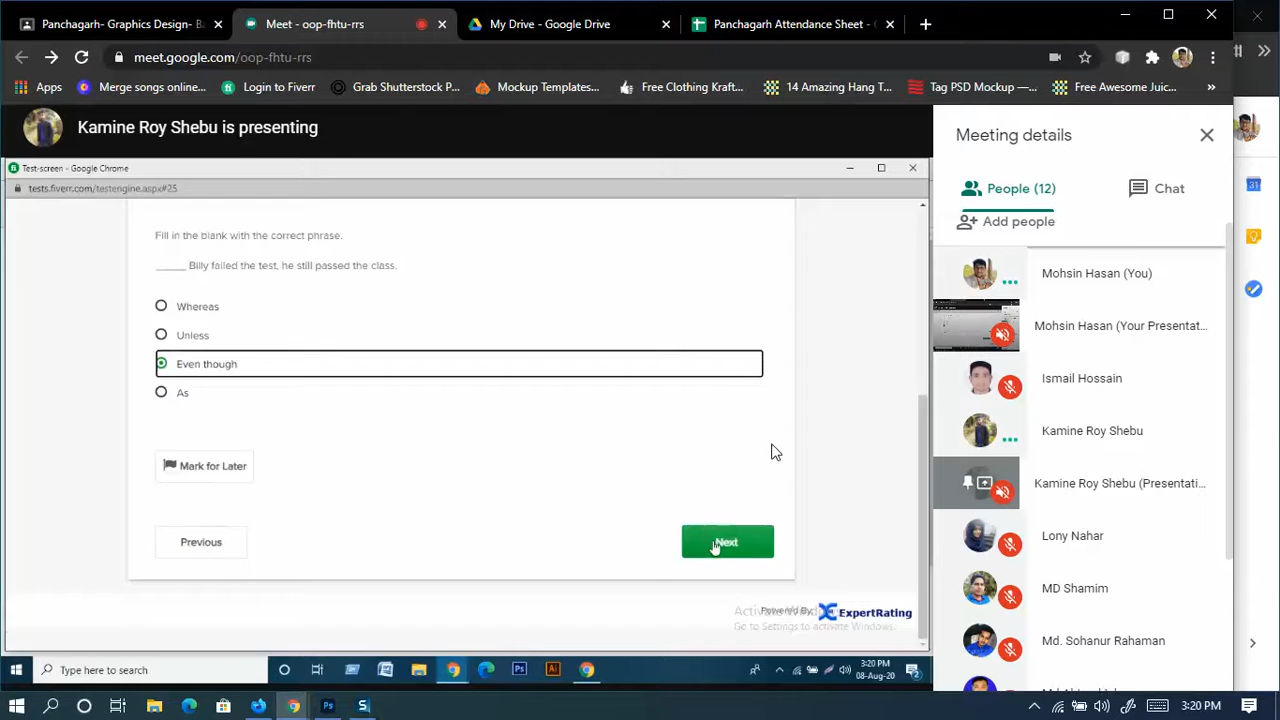 Panchagarh- Graphics Design- Ba
Meet - oop-fhtu-rrs
My Drive - Google Drive
Panchagarh Attendance Sheet - G
meet.google.com/oop-fhtu-rrs
Apps
Merge songs online...
Login to Fiverr
Grab Shutterstock P...
Mockup Templates...
Free Clothing Kraft...
14 Amazing Hang T...
Tag PSD Mockup —...
Free Awesome Juic...
»
Kamine Roy Shebu is presenting
Meeting details
People (12)
Chat
Add people
Mohsin Hasan (You)
Mohsin Hasan (Your Presentat...
Ismail Hossain
Kamine Roy Shebu
Kamine Roy Shebu (Presentati...
Lony Nahar
MD Shamim
Md. Sohanur Rahaman
Test-screen - Google Chrome
tests.fiverr.com/testengine.aspx#25
Fill in the blank with the correct phrase.
_____ Billy failed the test, he still passed the class.
Whereas
Unless
Even though
As
Mark for Later
Previous
Next
Powered By
ExpertRating
Activate Windows
Go to Settings to activate Windows.
Type here to search
3:20 PM
08-Aug-20
2
3:20 PM